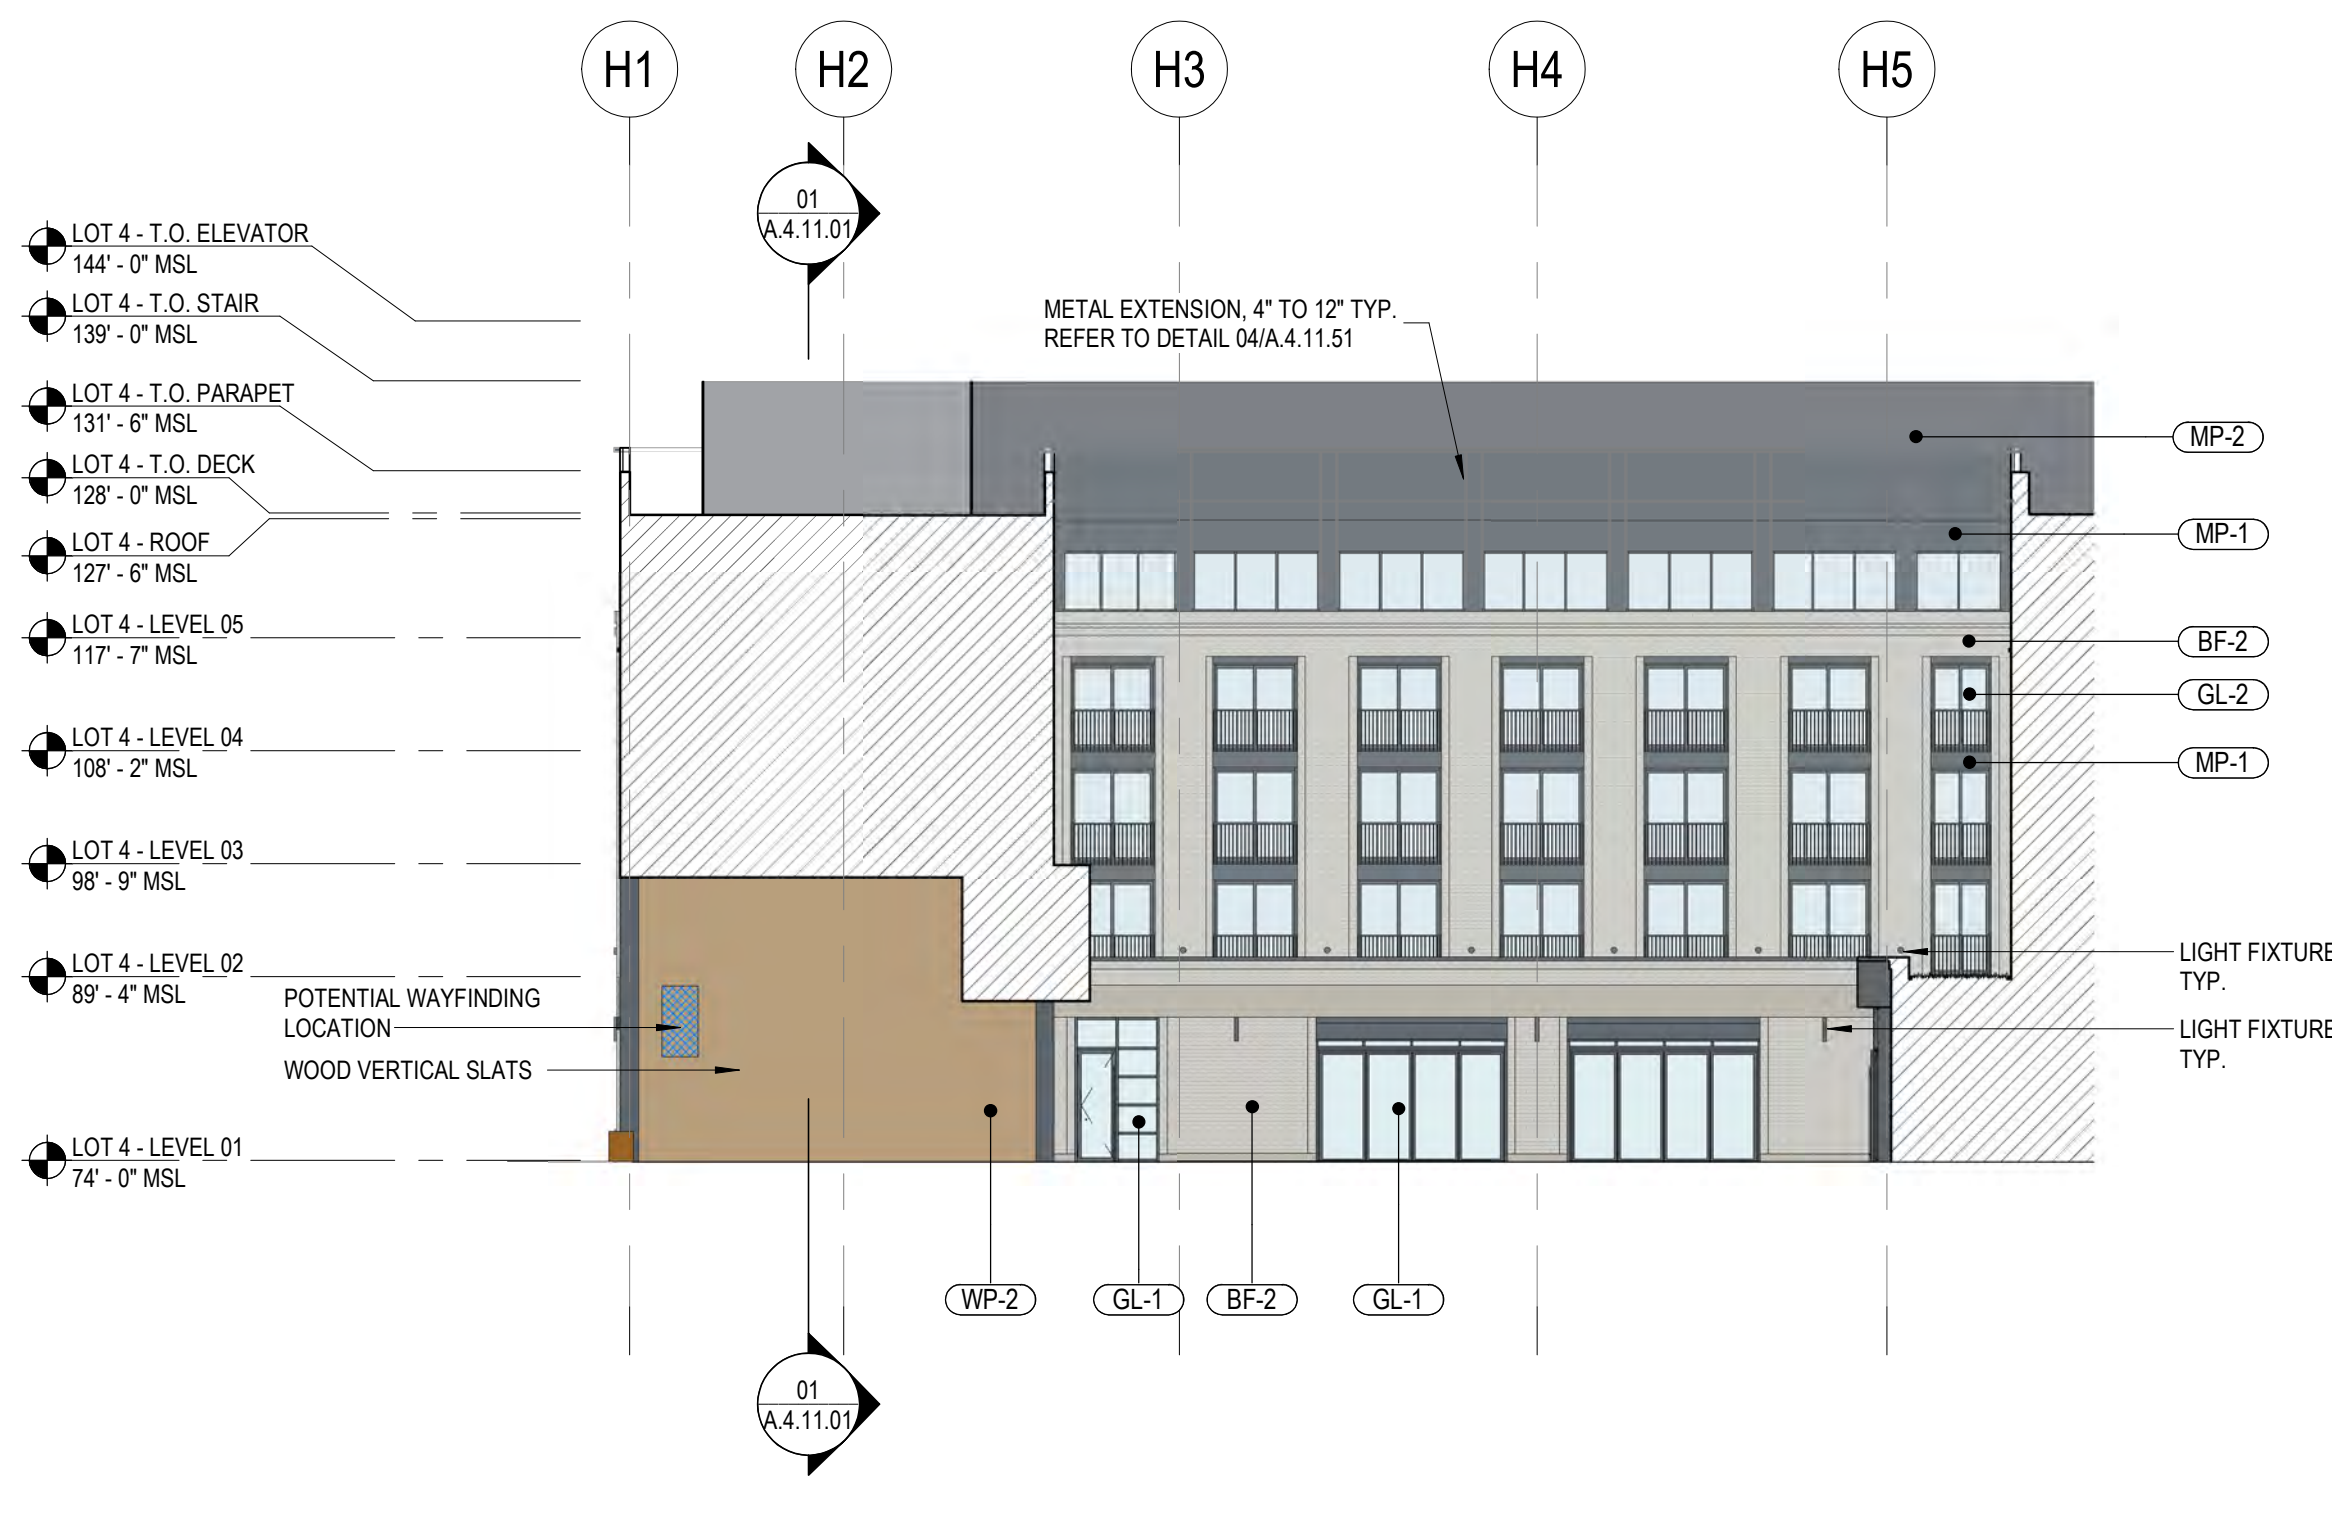 H1
H2
H3
H4
H5
01
A.4.11.01
LOT 4 - T.O. ELEVATOR
144' - 0" MSL
LOT 4 - T.O. STAIR
139' - 0" MSL
LOT 4 - T.O. PARAPET
131' - 6" MSL
LOT 4 - T.O. DECK
128' - 0" MSL
LOT 4 - ROOF
127' - 6" MSL
LOT 4 - LEVEL 05
117' - 7" MSL
LOT 4 - LEVEL 04
108' - 2" MSL
LOT 4 - LEVEL 03
98' - 9" MSL
LOT 4 - LEVEL 02
89' - 4" MSL
LOT 4 - LEVEL 01
74' - 0" MSL
METAL EXTENSION, 4" TO 12" TYP.
REFER TO DETAIL 04/A.4.11.51
POTENTIAL WAYFINDING
LOCATION
WOOD VERTICAL SLATS
MP-2
MP-1
BF-2
GL-2
MP-1
LIGHT FIXTURE
TYP.
LIGHT FIXTURE
TYP.
WP-2
GL-1
BF-2
GL-1
01
A.4.11.01